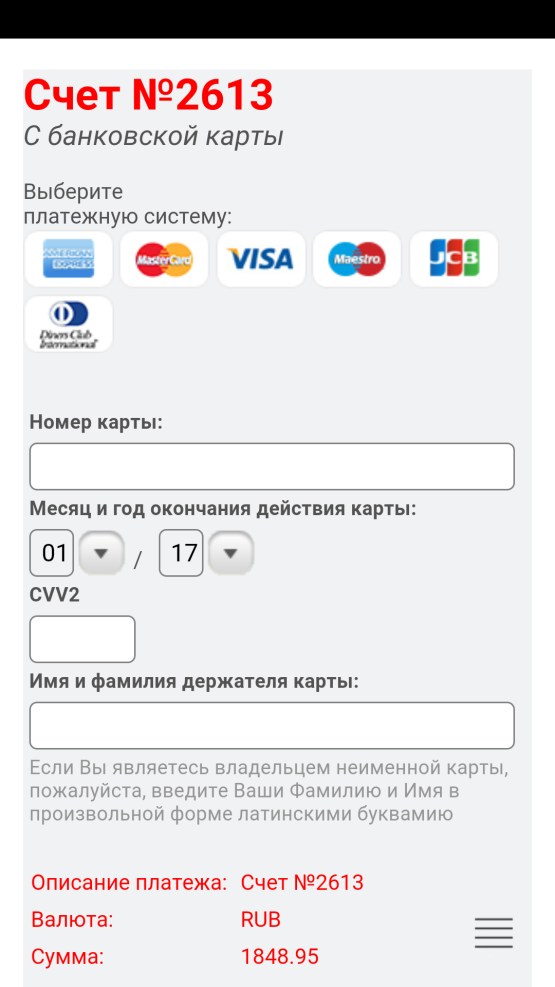 Счет №2613
С банковской карты
Выберите
платежную систему:
AMERICAN EXPRESS MasterCard VISA Maestro JCB
Diners Club International
Номер карты:
Месяц и год окончания действия карты:
01 / 17
CVV2
Имя и фамилия держателя карты:
Если Вы являетесь владельцем неименной карты,
пожалуйста, введите Ваши Фамилию и Имя в
произвольной форме латинскими буквамию
Описание платежа: Счет №2613
Валюта: RUB
Сумма: 1848.95